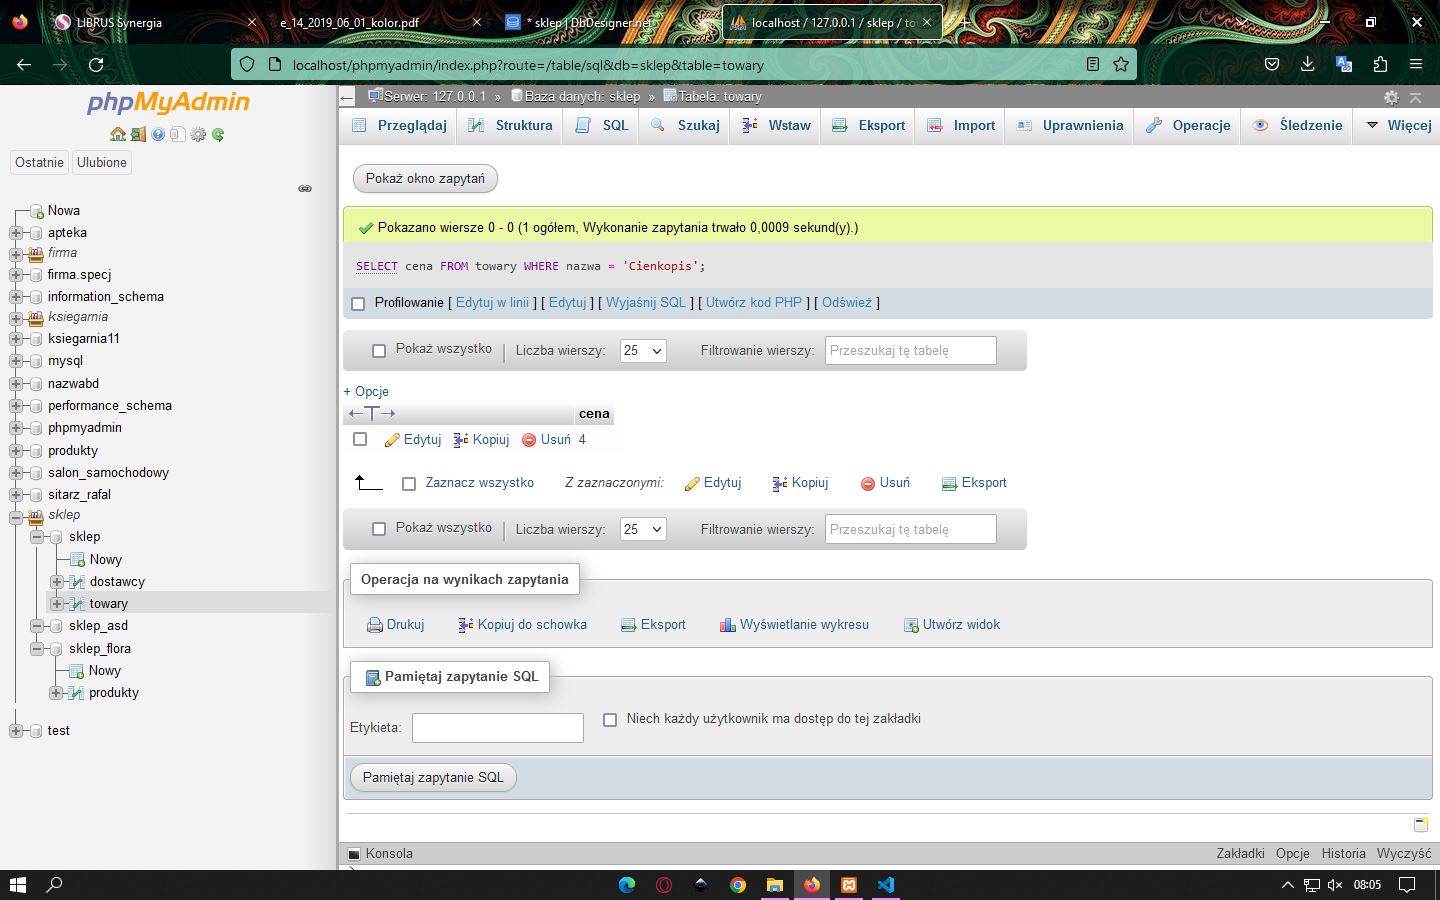 LIBRUS Synergia
e_14_2019_06_01_kolor.pdf
* sklep | DbDesigner.net
localhost / 127.0.0.1 / sklep / to
localhost/phpmyadmin/index.php?route=/table/sql&db=sklep&table=towary
phpMyAdmin
Ostatnie
Ulubione
Nowa
apteka
firma
firma.specj
information_schema
ksiegarnia
ksiegarnia11
mysql
nazwabd
performance_schema
phpmyadmin
produkty
salon_samochodowy
sitarz_rafal
sklep
sklep
Nowy
dostawcy
towary
sklep_asd
sklep_flora
Nowy
produkty
test
Serwer: 127.0.0.1 » Baza danych: sklep » Tabela: towary
Przeglądaj Struktura SQL Szukaj Wstaw Eksport Import Uprawnienia Operacje Śledzenie Więcej
Pokaż okno zapytań
Pokazano wiersze 0 - 0 (1 ogółem, Wykonanie zapytania trwało 0,0009 sekund(y).)
SELECT cena FROM towary WHERE nazwa = 'Cienkopis';
Profilowanie [ Edytuj w linii ] [ Edytuj ] [ Wyjaśnij SQL ] [ Utwórz kod PHP ] [ Odśwież ]
Pokaż wszystko | Liczba wierszy: 25 Filtrowanie wierszy: Przeszukaj tę tabelę
+ Opcje
←T→ cena
Edytuj Kopiuj Usuń 4
Zaznacz wszystko Z zaznaczonymi: Edytuj Kopiuj Usuń Eksport
Pokaż wszystko | Liczba wierszy: 25 Filtrowanie wierszy: Przeszukaj tę tabelę
Operacja na wynikach zapytania
Drukuj Kopiuj do schowka Eksport Wyświetlanie wykresu Utwórz widok
Pamiętaj zapytanie SQL
Etykieta: Niech każdy użytkownik ma dostęp do tej zakładki
Pamiętaj zapytanie SQL
Konsola Zakładki Opcje Historia Wyczyść
08:05